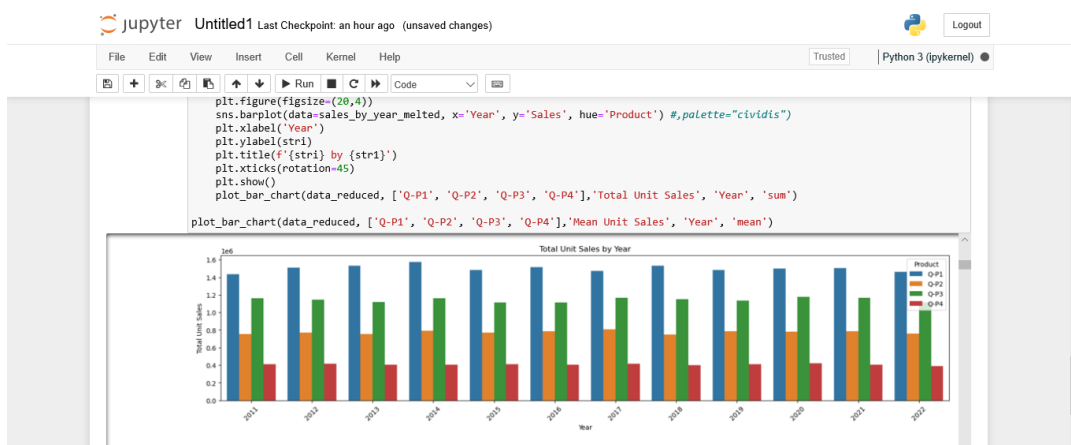 jupyter Untitled1 Last Checkpoint: an hour ago (unsaved changes) Logout
File Edit View Insert Cell Kernel Help Trusted Python 3 (ipykernel)
Run Code
plt.figure(figsize=(20,4))
sns.barplot(data=sales_by_year_melted, x='Year', y='Sales', hue='Product') #,palette="cividis")
plt.xlabel('Year')
plt.ylabel(stri)
plt.title(f'{stri} by {str1}')
plt.xticks(rotation=45)
plt.show()
plot_bar_chart(data_reduced, ['Q-P1', 'Q-P2', 'Q-P3', 'Q-P4'],'Total Unit Sales', 'Year', 'sum')
plot_bar_chart(data_reduced, ['Q-P1', 'Q-P2', 'Q-P3', 'Q-P4'],'Mean Unit Sales', 'Year', 'mean')
Total Unit Sales by Year
1e6
1.6
1.4
1.2
1.0
0.8
0.6
0.4
0.2
0.0
Total Unit Sales
Product
Q-P1
Q-P2
Q-P3
Q-P4
2011 2012 2013 2014 2015 2016 2017 2018 2019 2020 2021 2022
Year